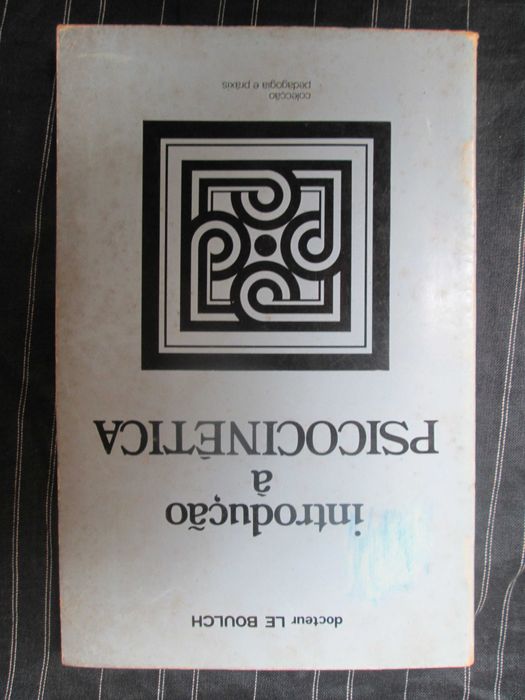 docteur LE BOULCH
introdução
à
PSICOCINÉTICA
colecção
pedagogia e praxis